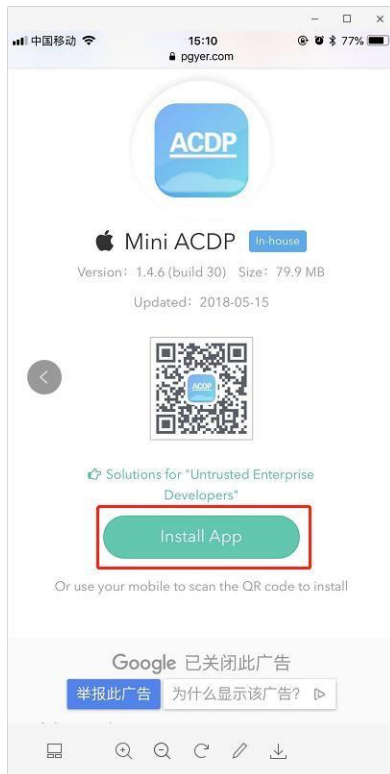 中国移动 15:10 77%
pgyer.com
ACDP
Mini ACDP In-house
Version: 1.4.6 (build 30) Size: 79.9 MB
Updated: 2018-05-15
ACDP
Solutions for "Untrusted Enterprise
Developers"
Install App
Or use your mobile to scan the QR code to install
Google 已关闭此广告
举报此广告 为什么显示该广告?